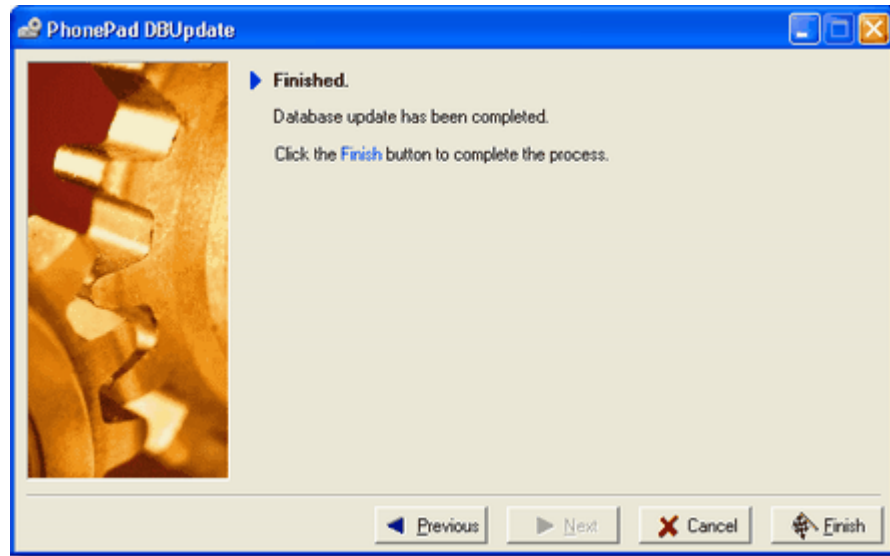 PhonePad DBUpdate
Finished.
Database update has been completed.
Click the Finish button to complete the process.
Previous
Next
Cancel
Finish